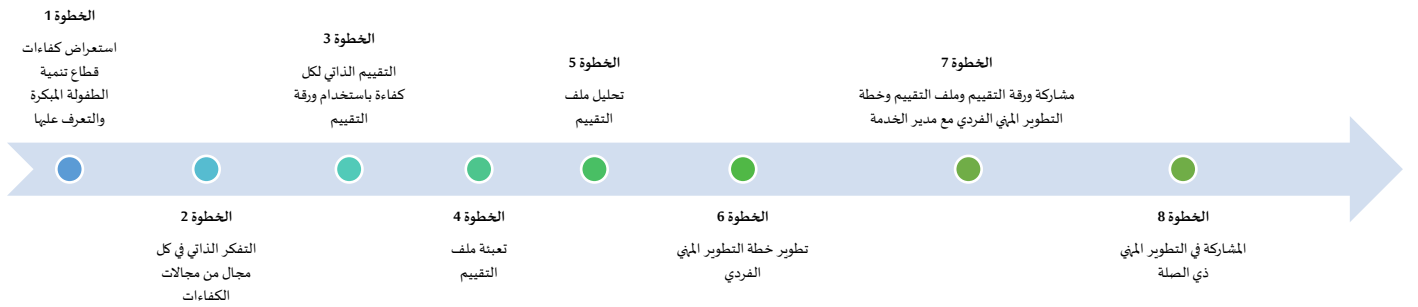 الخطوة 1
استعراض كفاءات
قطاع تنمية
الطفولة المبكرة
والتعرف عليها
الخطوة 2
التفكر الذاتي في كل
مجال من مجالات
الكفاءات
الخطوة 3
التقييم الذاتي لكل
كفاءة باستخدام ورقة
التقييم
الخطوة 4
تعبئة ملف
التقييم
الخطوة 5
تحليل ملف
التقييم
الخطوة 6
تطوير خطة التطوير المهني
الفردي
الخطوة 7
مشاركة ورقة التقييم وملف التقييم وخطة
التطوير المهني الفردي مع مدير الخدمة
الخطوة 8
المشاركة في التطوير المهني
ذي الصلة